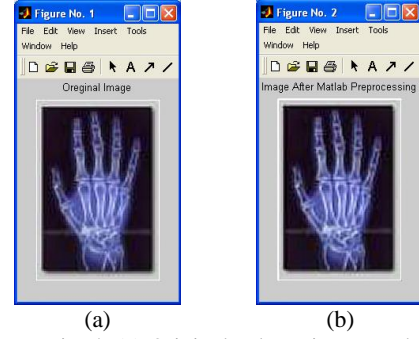 Figure No. 1
File Edit View Insert Tools
Window Help
Oreginal Image
(a)
Figure No. 2
File Edit View Insert Tools
Window Help
Image After Matlab Preprocessing
(b)